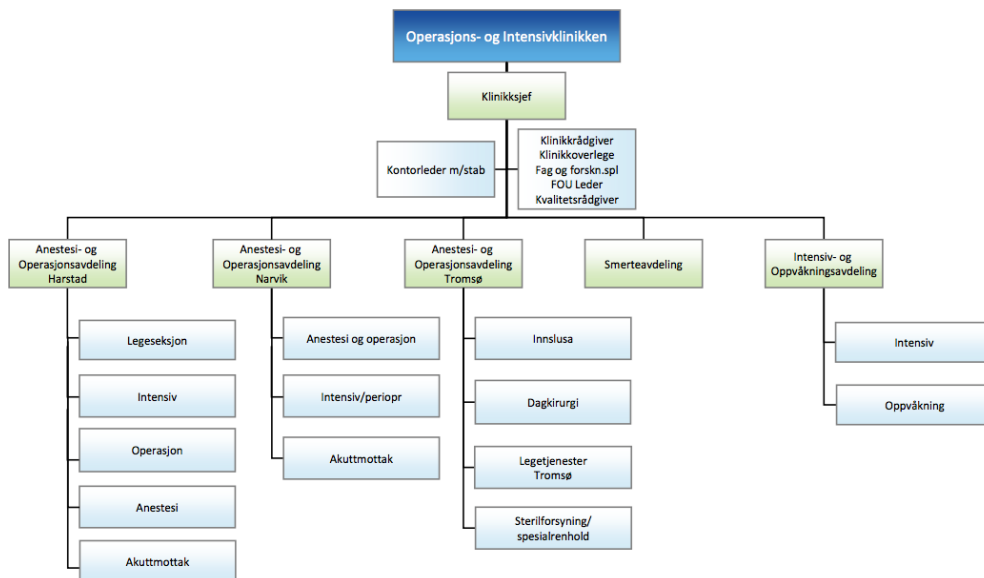 Operasjons- og Intensivklinikken
Klinikksjef
Kontorleder m/stab
Klinikkrådgiver
Klinikkoverlege
Fag og forskn.spl
FOU Leder
Kvalitetsrådgiver
Anestesi- og
Operasjonsavdeling
Harstad
Anestesi- og
Operasjonsavdeling
Narvik
Anestesi- og
Operasjonsavdeling
Tromsø
Smerteavdeling
Intensiv- og
Oppvåkningsavdeling
Legeseksjon
Intensiv
Operasjon
Anestesi
Akuttmottak
Anestesi og operasjon
Intensiv/periopr
Akuttmottak
Innslusa
Dagkirurgi
Legetjenester
Tromsø
Sterilforsyning/
spesialrenhold
Intensiv
Oppvåkning